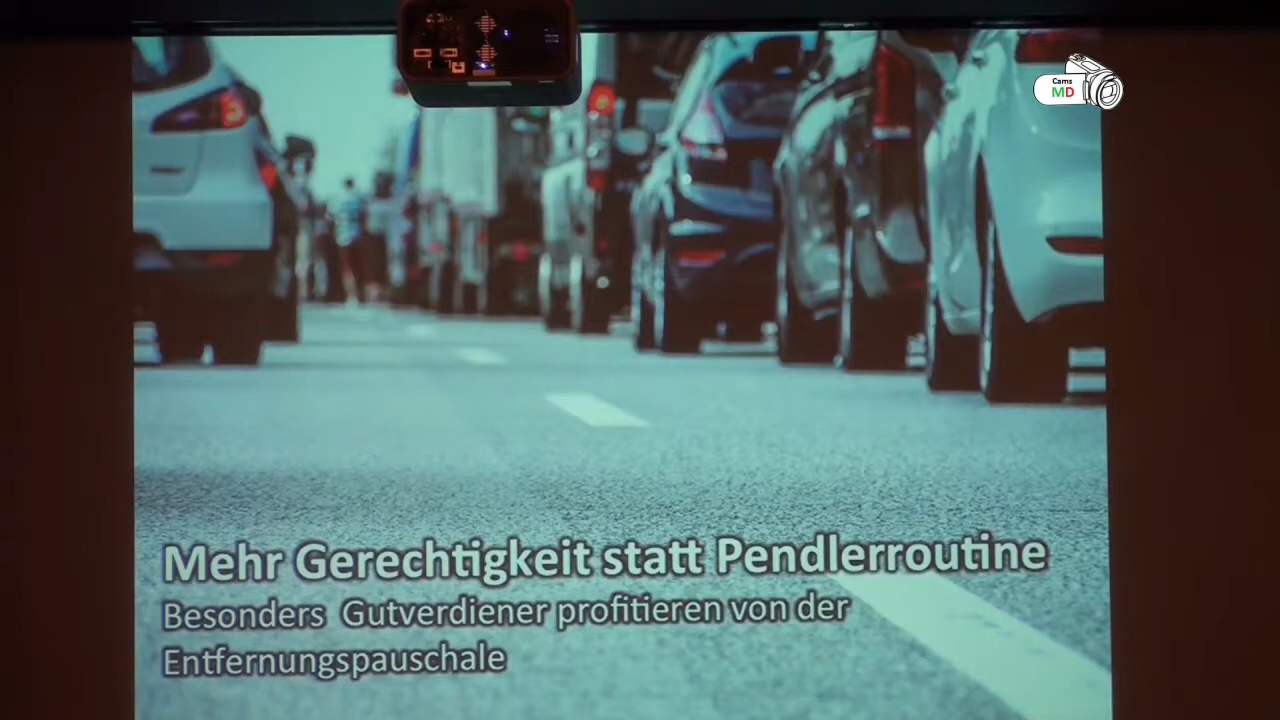 Cams
MD
Mehr Gerechtigkeit statt Pendlerroutine
Besonders Gutverdiener profitieren von der
Entfernungspauschale